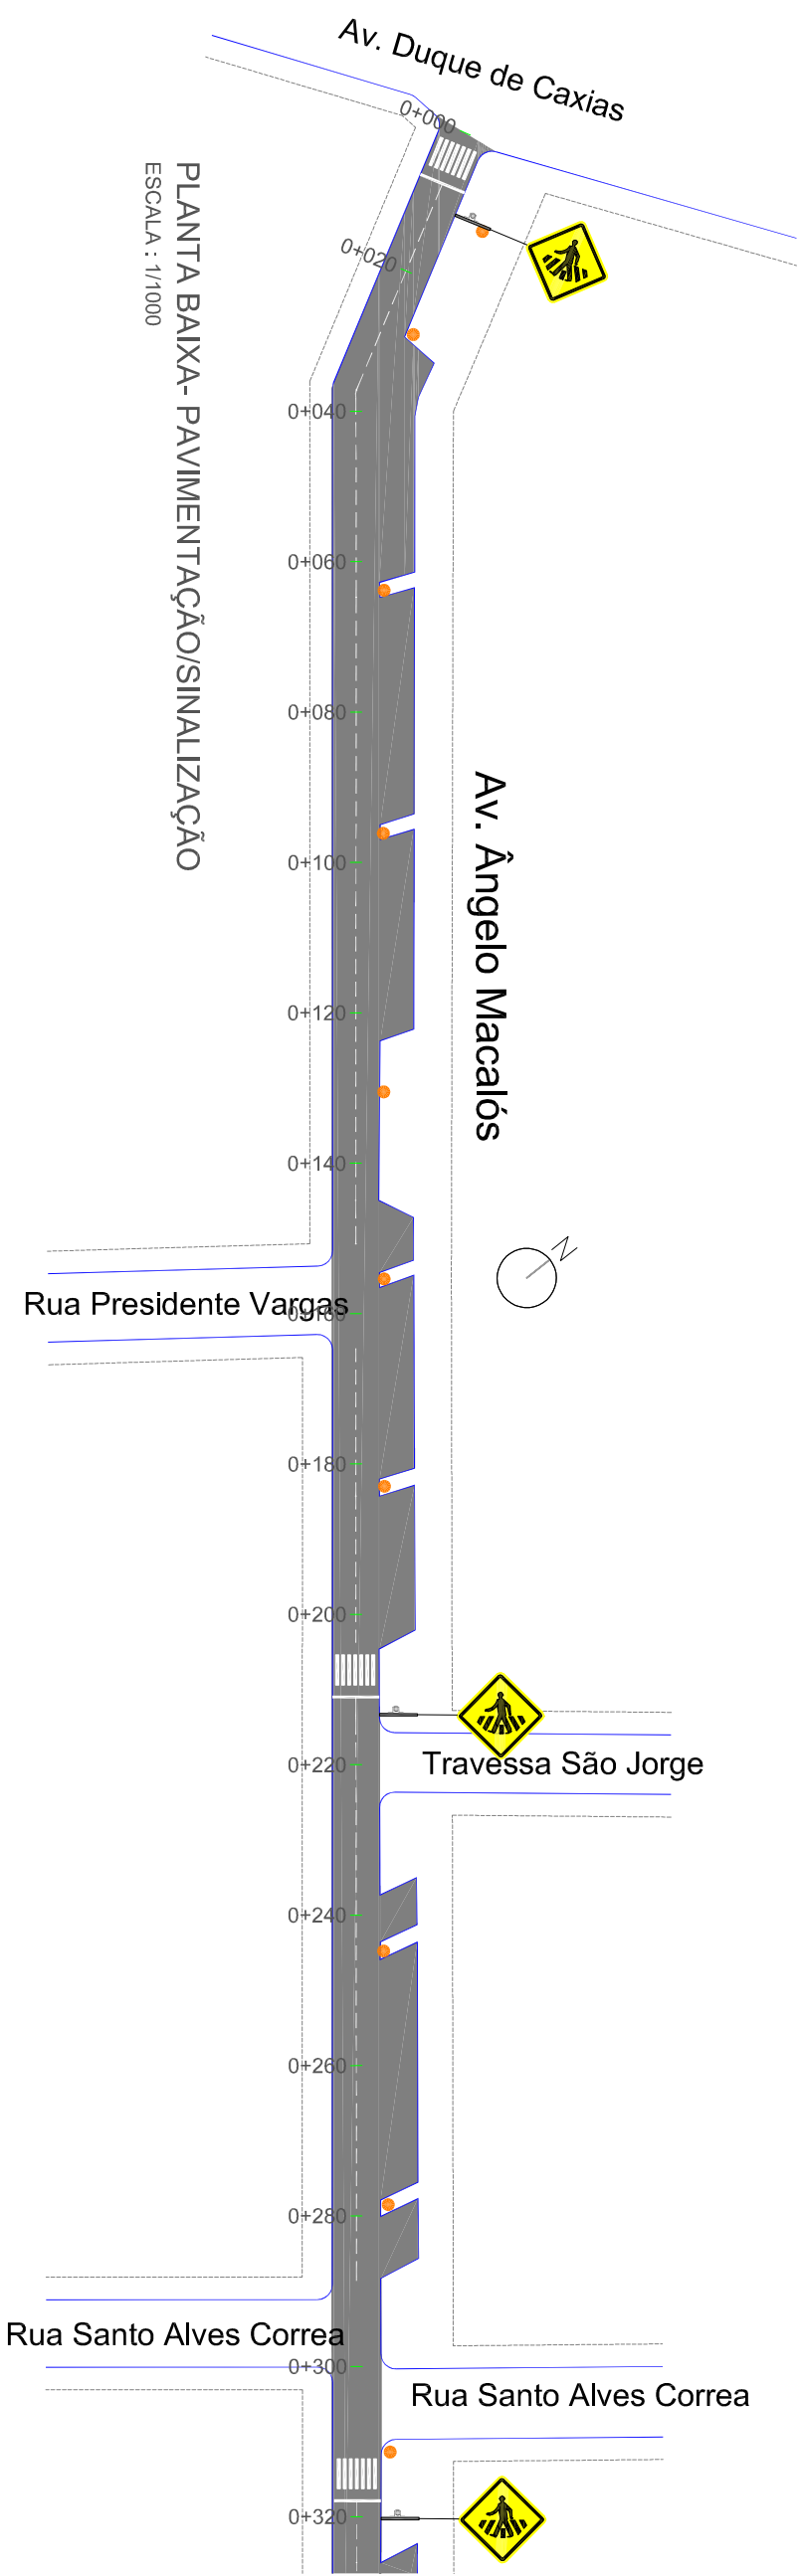 Av. Duque de Caxias
0+000
PLANTA BAIXA- PAVIMENTAÇÃO/SINALIZAÇÃO
ESCALA : 1/1000
0+020
0+040
0+060
0+080
Av. Ângelo Macalós
0+100
0+120
0+140
N
Rua Presidente Vargas
0+160
0+180
0+200
0+220
Travessa São Jorge
0+240
0+260
0+280
Rua Santo Alves Correa
0+300
Rua Santo Alves Correa
0+320